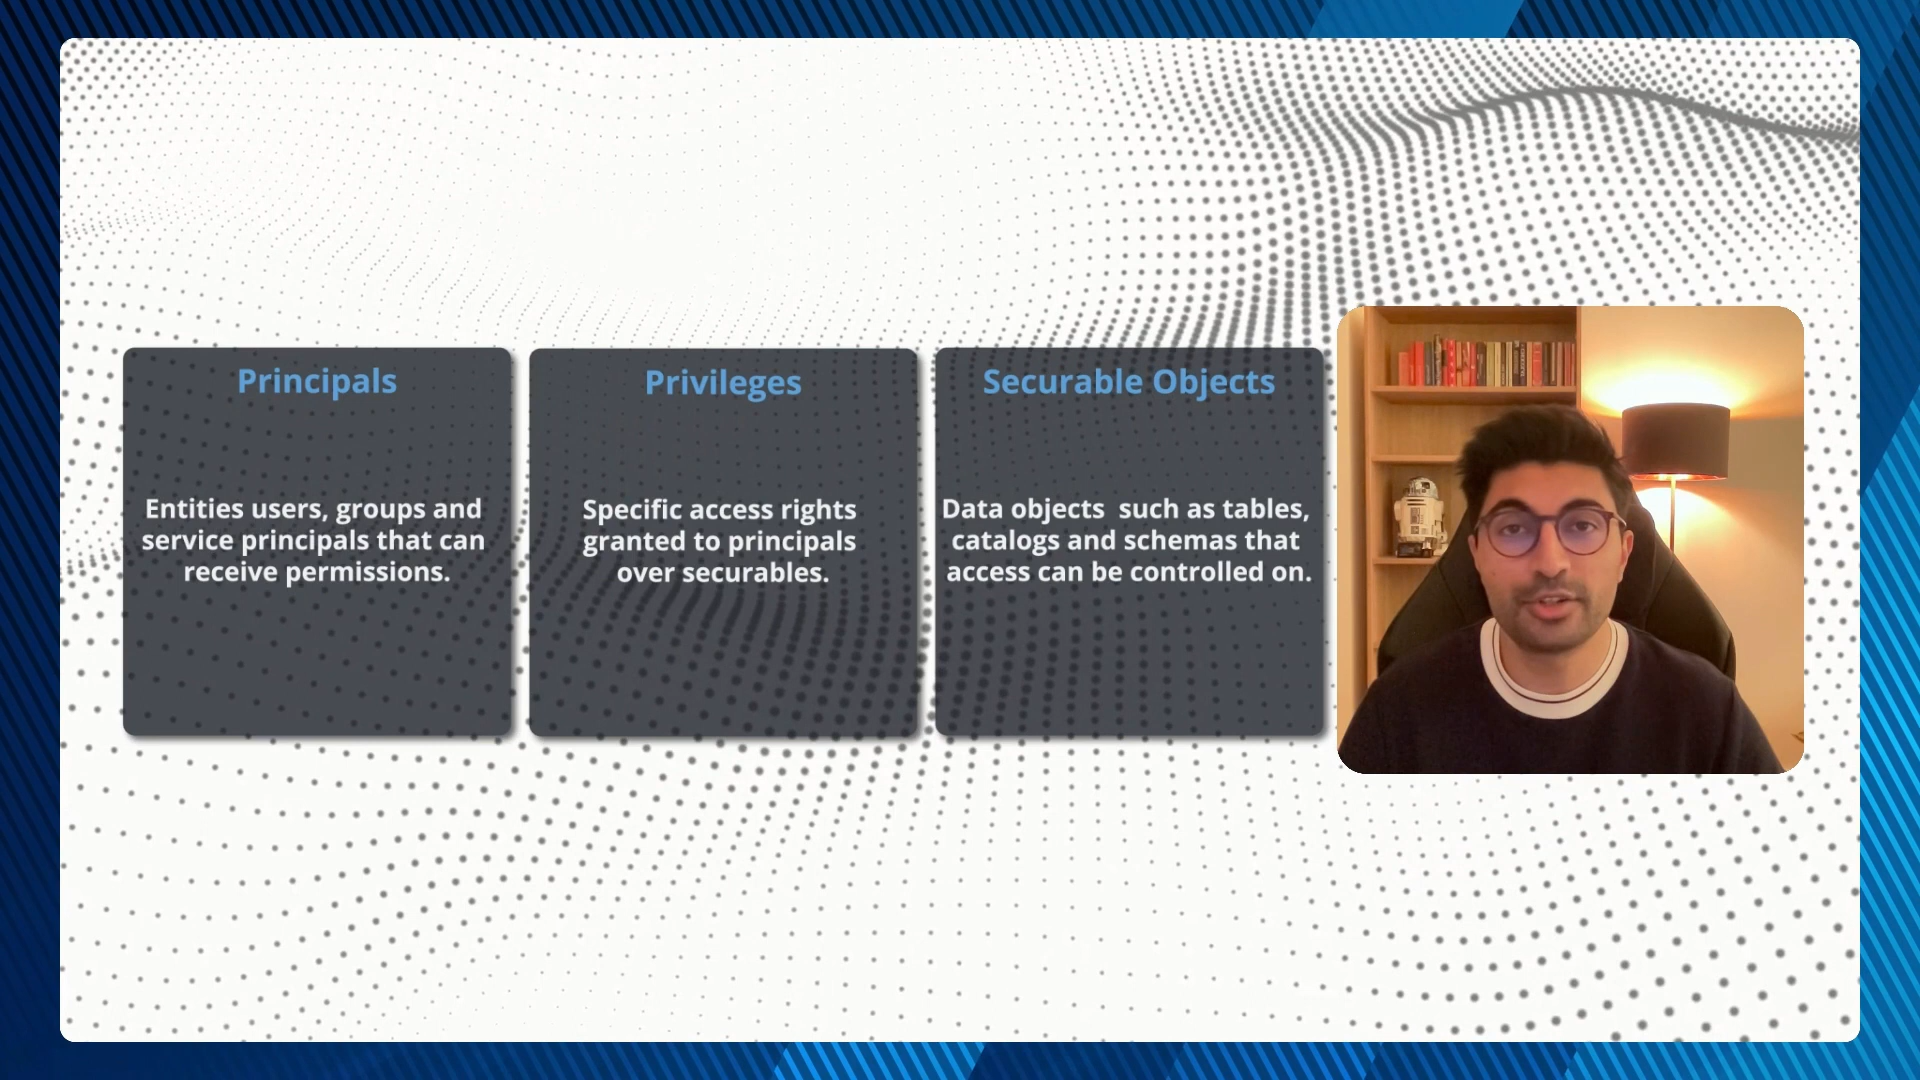 Principals
Entities users, groups and
service principals that can
receive permissions.
Privileges
Specific access rights
granted to principals
over securables.
Securable Objects
Data objects  such as tables,
catalogs and schemas that
access can be controlled on.